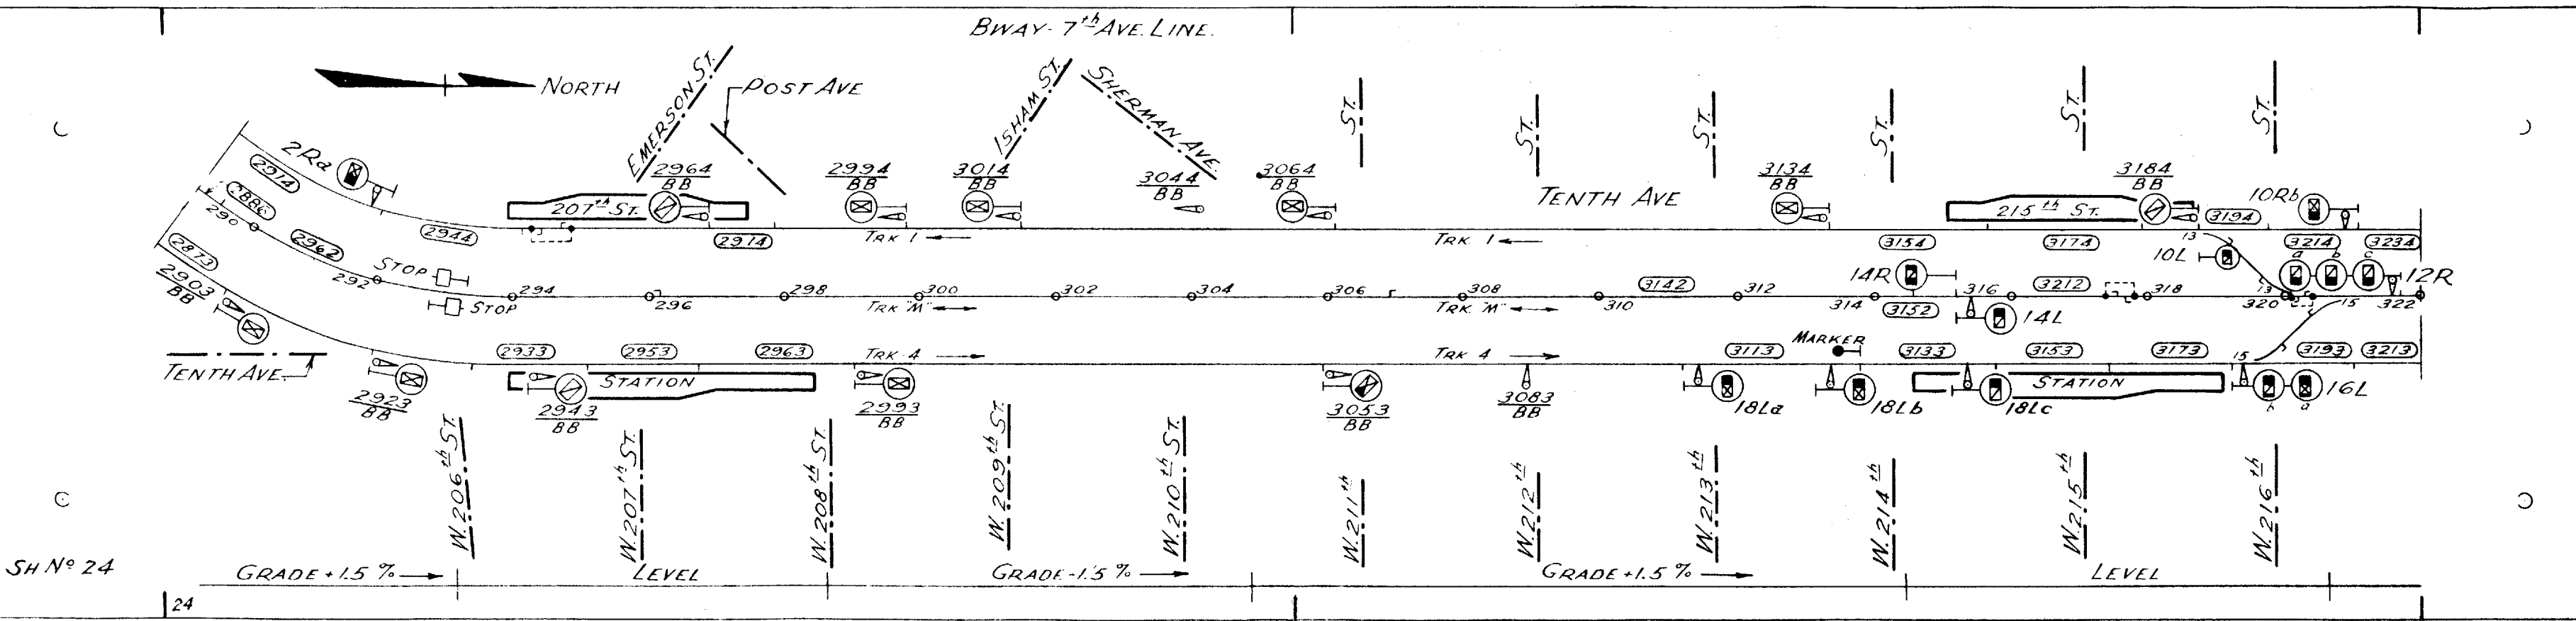 BWAY- 7th AVE. LINE.
NORTH
EMERSON ST.
POST AVE
ISHAM ST.
SHERMAN AVE.
ST.
ST.
ST.
ST.
ST.
ST.
2Ra
2914
2886
290
2873
2903
BB
2962
292
2944
STOP
STOP
2964
BB
207th ST.
2914
2994
BB
3014
BB
3044
BB
3064
BB
TENTH AVE
3134
BB
3184
BB
215th ST.
3194
10Rb
TRK 1
TRK 1
3154
3174
13
10L
3214
3234
a
b
c
12R
14R
294
296
298
300
302
304
306
308
310
3142
312
314
3152
316
3212
318
13
320
15
322
TRK "M"
TRK "M"
14L
MARKER
TENTH AVE.
2923
BB
2933
2953
2963
TRK 4
TRK 4
3113
3133
3153
3173
15
3193
3213
STATION
2943
BB
2993
BB
3053
BB
3083
BB
18La
18Lb
18Lc
STATION
b
a
16L
W. 206th ST.
W. 207th ST.
W. 208th ST.
W. 209th ST.
W. 210th ST.
W. 211th
W. 212th
W. 213th
W. 214th
W. 215th
W. 216th
SH No 24
GRADE +1.5 %
LEVEL
GRADE -1.5 %
GRADE +1.5 %
LEVEL
24